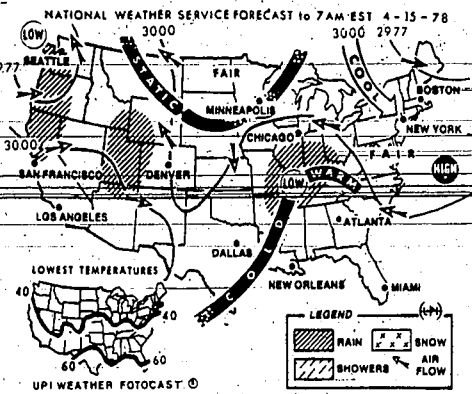 NATIONAL WEATHER SERVICE FORECAST to 7AM EST 4-15-78
LOW
3000
3000 2977
SEATTLE
FAIR
COOL
2977
STATIC
BOSTON
MINNEAPOLIS
NEW YORK
CHICAGO
3000
FAIR
SAN FRANCISCO
DENVER
LOW
WARM
HIGH
LOS ANGELES
ATLANTA
COLD
DALLAS
LOWEST TEMPERATURES
NEW ORLEANS
MIAMI
40
40
LEGEND
RAIN
SNOW
SHOWERS
AIR
FLOW
60
60
UPI WEATHER FOTOCAST